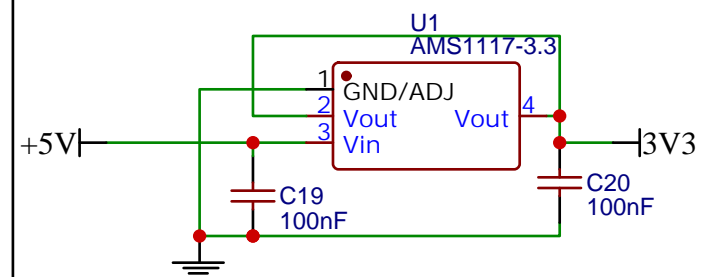 U1
AMS1117-3.3
1
GND/ADJ
2
Vout
Vout
4
3
Vin
+5V
3V3
C19
100nF
C20
100nF